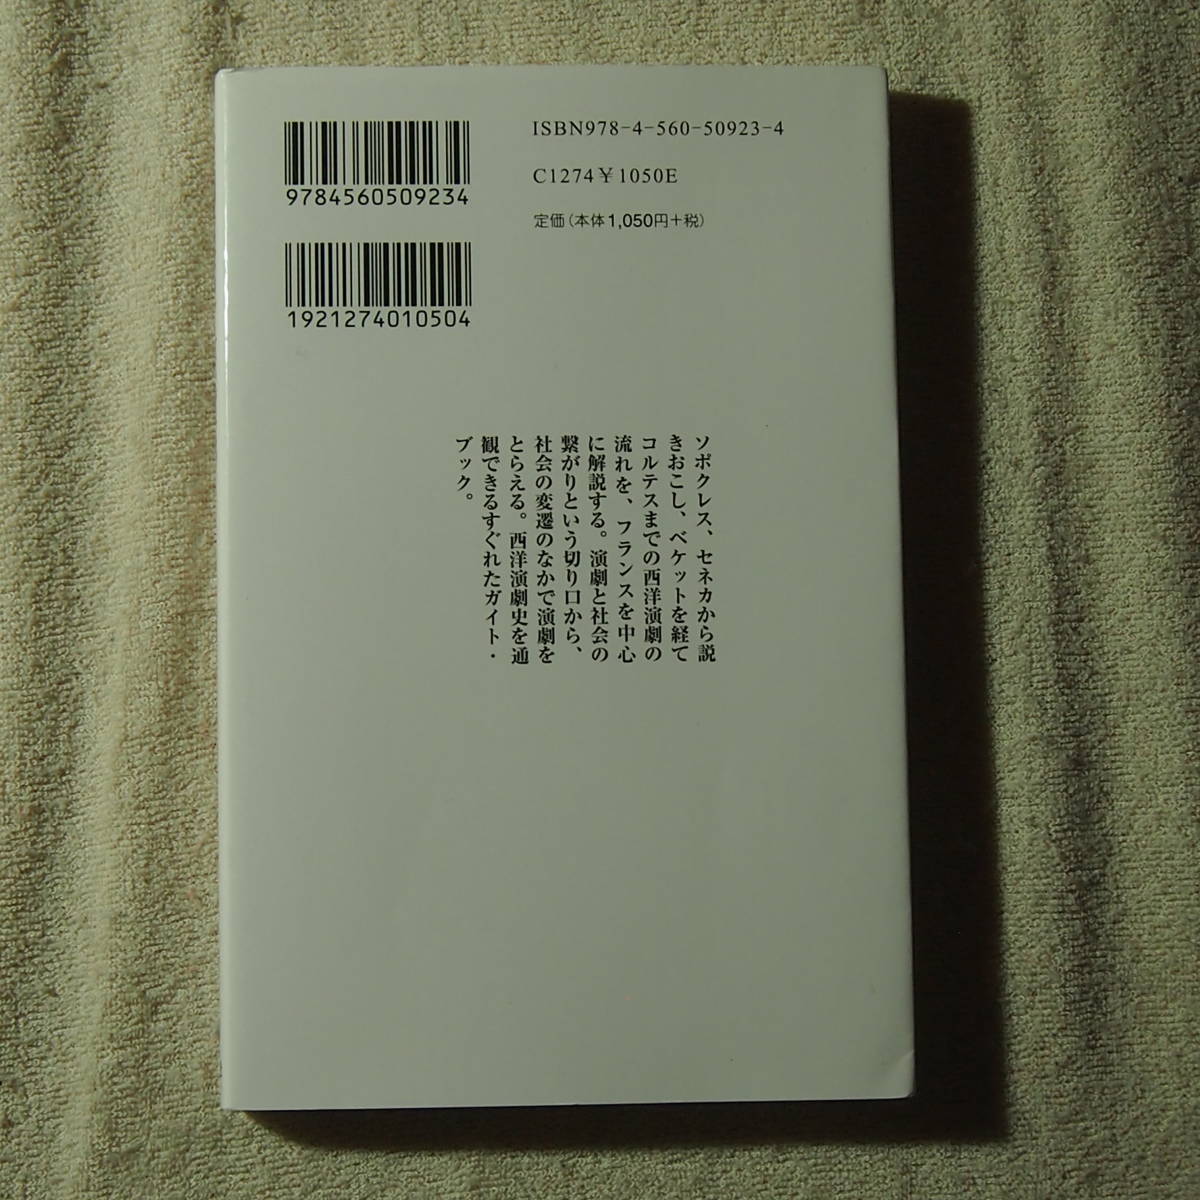 ISBN978-4-560-50923-4
C1274￥1050E
定価（本体1,050円＋税）
9784560509234
1921274010504
ソポクレス、セネカから説
きおこし、ベケットを経て
コルテスまでの西洋演劇の
流れを、フランスを中心
に解説する。演劇と社会の
繋がりという切り口から、
社会の変遷のなかで演劇を
とらえる。西洋演劇史を通
観できるすぐれたガイド・
ブック。